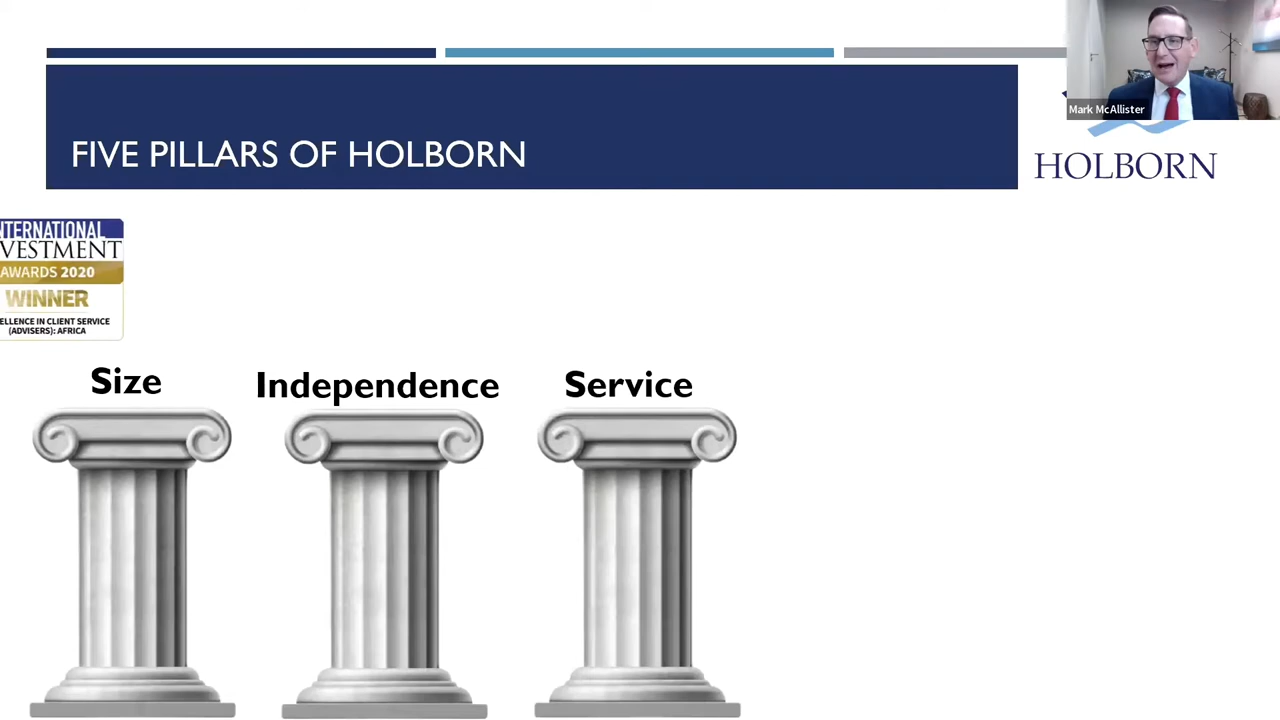 Mark McAllister
FIVE PILLARS OF HOLBORN
HOLBORN
NTERNATIONAL
VESTMENT
AWARDS 2020
WINNER
ELLENCE IN CLIENT SERVICE
(ADVISERS): AFRICA
Size
Independence
Service